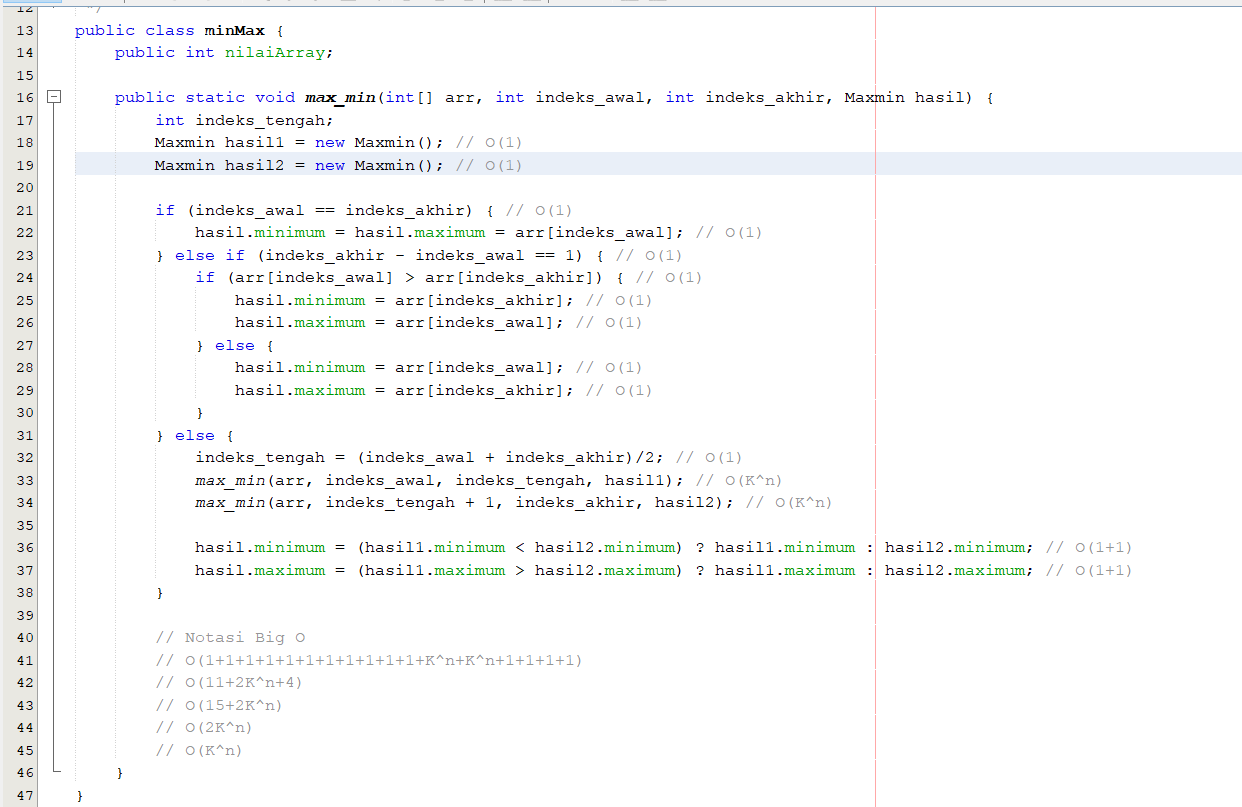 12 */
13 public class minMax {
14 public int nilaiArray;
15
16 public static void max_min(int[] arr, int indeks_awal, int indeks_akhir, Maxmin hasil) {
17 int indeks_tengah;
18 Maxmin hasil1 = new Maxmin(); // O(1)
19 Maxmin hasil2 = new Maxmin(); // O(1)
20
21 if (indeks_awal == indeks_akhir) { // O(1)
22 hasil.minimum = hasil.maximum = arr[indeks_awal]; // O(1)
23 } else if (indeks_akhir - indeks_awal == 1) { // O(1)
24 if (arr[indeks_awal] > arr[indeks_akhir]) { // O(1)
25 hasil.minimum = arr[indeks_akhir]; // O(1)
26 hasil.maximum = arr[indeks_awal]; // O(1)
27 } else {
28 hasil.minimum = arr[indeks_awal]; // O(1)
29 hasil.maximum = arr[indeks_akhir]; // O(1)
30 }
31 } else {
32 indeks_tengah = (indeks_awal + indeks_akhir)/2; // O(1)
33 max_min(arr, indeks_awal, indeks_tengah, hasil1); // O(K^n)
34 max_min(arr, indeks_tengah + 1, indeks_akhir, hasil2); // O(K^n)
35
36 hasil.minimum = (hasil1.minimum < hasil2.minimum) ? hasil1.minimum : hasil2.minimum; // O(1+1)
37 hasil.maximum = (hasil1.maximum > hasil2.maximum) ? hasil1.maximum : hasil2.maximum; // O(1+1)
38 }
39
40 // Notasi Big O
41 // O(1+1+1+1+1+1+1+1+1+1+1+K^n+K^n+1+1+1+1)
42 // O(11+2K^n+4)
43 // O(15+2K^n)
44 // O(2K^n)
45 // O(K^n)
46 }
47 }